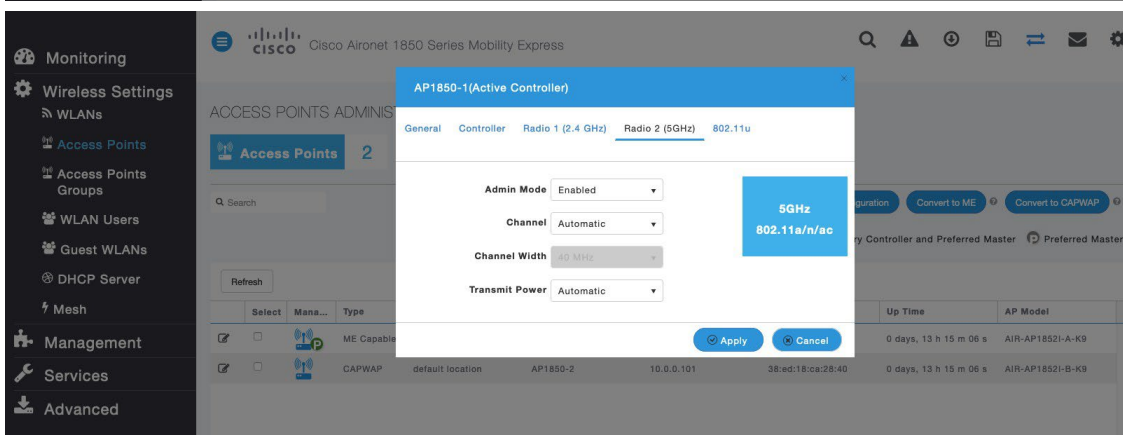 CISCO Cisco Aironet 1850 Series Mobility Express
Monitoring
Wireless Settings
WLANs
Access Points
Access Points
Groups
WLAN Users
Guest WLANs
DHCP Server
Mesh
Management
Services
Advanced
ACCESS POINTS ADMINIS
Access Points 2
Search
AP1850-1(Active Controller)
General Controller Radio 1 (2.4 GHz) Radio 2 (5GHz) 802.11u
Admin Mode Enabled
Channel Automatic
Channel Width 40 MHz
Transmit Power Automatic
5GHz
802.11a/n/ac
Apply Cancel
guration Convert to ME Convert to CAPWAP
ry Controller and Preferred Master P Preferred Master
Refresh
Select Mana... Type Up Time AP Model
P ME Capable 0 days, 13 h 15 m 06 s AIR-AP1852I-A-K9
CAPWAP default location AP1850-2 10.0.0.101 38:ed:18:ca:28:40 0 days, 13 h 15 m 06 s AIR-AP1852I-B-K9